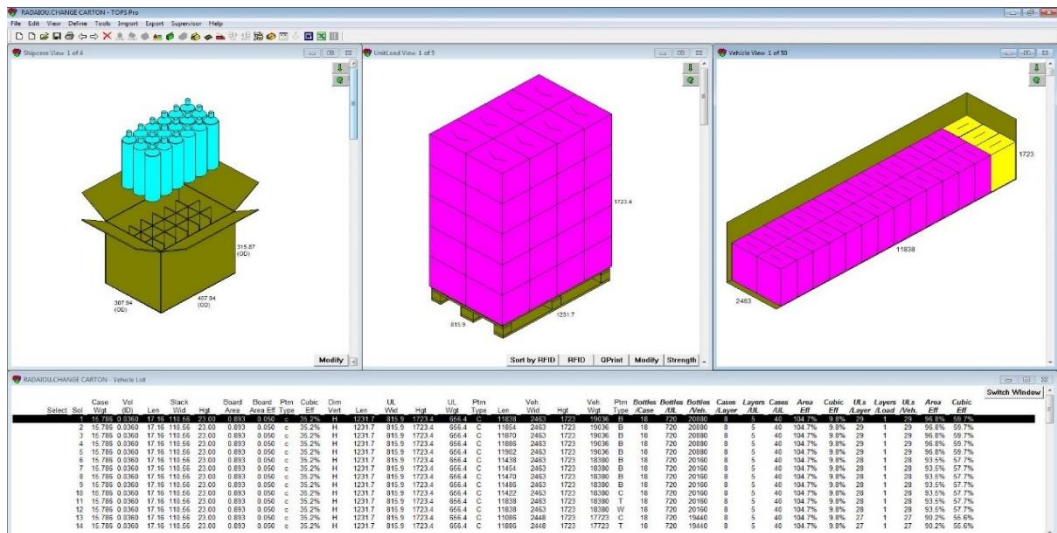 RADAIOU.CHANGE CARTON - TOPS Pro
File Edit View Define Tools Import Export Supervisor Help
Shipcase View 1 of 4
UnitLoad View 1 of 5
Vehicle View 1 of 50
315.87
(OD)
407.94
(OD)
Modify
1723.4
815.9
1231.7
Sort by RFID RFID QPrint Modify Strength
1723
11838
2463
RADAIOU.CHANGE CARTON - Vehicle List
Switch Window
Case Vol Slack Board Board Ptrn Cubic Dim UL UL Ptrn Veh. Veh Ptrn Bottles Bottles Bottles Cases Layers Cases Area Cubic ULs Layers ULs Area Cubic
Select Sol Wgt (ID) Len Wid Hgt Area Area Eff Type Eff Vert Len Wid Hgt Wgt Type Len Wid Hgt Wgt Type /Case /UL /Veh. /Layer /UL /UL Eff Eff /Layer /Load /Veh. Eff Eff
1 15.786 0.0360 17.16 110.56 23.00 0.893 0.050 c 35.2% H 1231.7 815.9 1723.4 656.4 C 11838 2463 1723 19036 B 18 720 20880 8 5 40 104.7% 9.8% 29 1 29 96.8% 59.7%
2 15.786 0.0360 17.16 110.56 23.00 0.893 0.050 c 35.2% H 1231.7 815.9 1723.4 656.4 C 11854 2463 1723 19036 B 18 720 20880 8 5 40 104.7% 9.8% 29 1 29 96.8% 59.7%
3 15.786 0.0360 17.16 110.56 23.00 0.893 0.050 c 35.2% H 1231.7 815.9 1723.4 656.4 C 11870 2463 1723 19036 B 18 720 20880 8 5 40 104.7% 9.8% 29 1 29 96.8% 59.7%
4 15.786 0.0360 17.16 110.56 23.00 0.893 0.050 c 35.2% H 1231.7 815.9 1723.4 656.4 C 11886 2463 1723 19036 B 18 720 20880 8 5 40 104.7% 9.8% 29 1 29 96.8% 59.7%
5 15.786 0.0360 17.16 110.56 23.00 0.893 0.050 c 35.2% H 1231.7 815.9 1723.4 656.4 C 11902 2463 1723 19036 B 18 720 20880 8 5 40 104.7% 9.8% 29 1 29 96.8% 59.7%
6 15.786 0.0360 17.16 110.56 23.00 0.893 0.050 c 35.2% H 1231.7 815.9 1723.4 656.4 C 11438 2463 1723 18380 B 18 720 20160 8 5 40 104.7% 9.8% 28 1 28 93.5% 57.7%
7 15.786 0.0360 17.16 110.56 23.00 0.893 0.050 c 35.2% H 1231.7 815.9 1723.4 656.4 C 11454 2463 1723 18380 B 18 720 20160 8 5 40 104.7% 9.8% 28 1 28 93.5% 57.7%
8 15.786 0.0360 17.16 110.56 23.00 0.893 0.050 c 35.2% H 1231.7 815.9 1723.4 656.4 C 11470 2463 1723 18380 B 18 720 20160 8 5 40 104.7% 9.8% 28 1 28 93.5% 57.7%
9 15.786 0.0360 17.16 110.56 23.00 0.893 0.050 c 35.2% H 1231.7 815.9 1723.4 656.4 C 11486 2463 1723 18380 B 18 720 20160 8 5 40 104.7% 9.8% 28 1 28 93.5% 57.7%
10 15.786 0.0360 17.16 110.56 23.00 0.893 0.050 c 35.2% H 1231.7 815.9 1723.4 656.4 C 11422 2463 1723 18380 C 18 720 20160 8 5 40 104.7% 9.8% 28 1 28 93.5% 57.7%
11 15.786 0.0360 17.16 110.56 23.00 0.893 0.050 c 35.2% H 1231.7 815.9 1723.4 656.4 C 11838 2463 1723 18380 T 18 720 20160 8 5 40 104.7% 9.8% 28 1 28 93.5% 57.7%
12 15.786 0.0360 17.16 110.56 23.00 0.893 0.050 c 35.2% H 1231.7 815.9 1723.4 656.4 C 11838 2463 1723 18380 W 18 720 20160 8 5 40 104.7% 9.8% 28 1 28 93.5% 57.7%
13 15.786 0.0360 17.16 110.56 23.00 0.893 0.050 c 35.2% H 1231.7 815.9 1723.4 656.4 C 11086 2448 1723 17723 C 18 720 19440 8 5 40 104.7% 9.8% 27 1 27 90.2% 55.6%
14 15.786 0.0360 17.16 110.56 23.00 0.893 0.050 c 35.2% H 1231.7 815.9 1723.4 656.4 C 11086 2448 1723 17723 T 18 720 19440 8 5 40 104.7% 9.8% 27 1 27 90.2% 55.6%